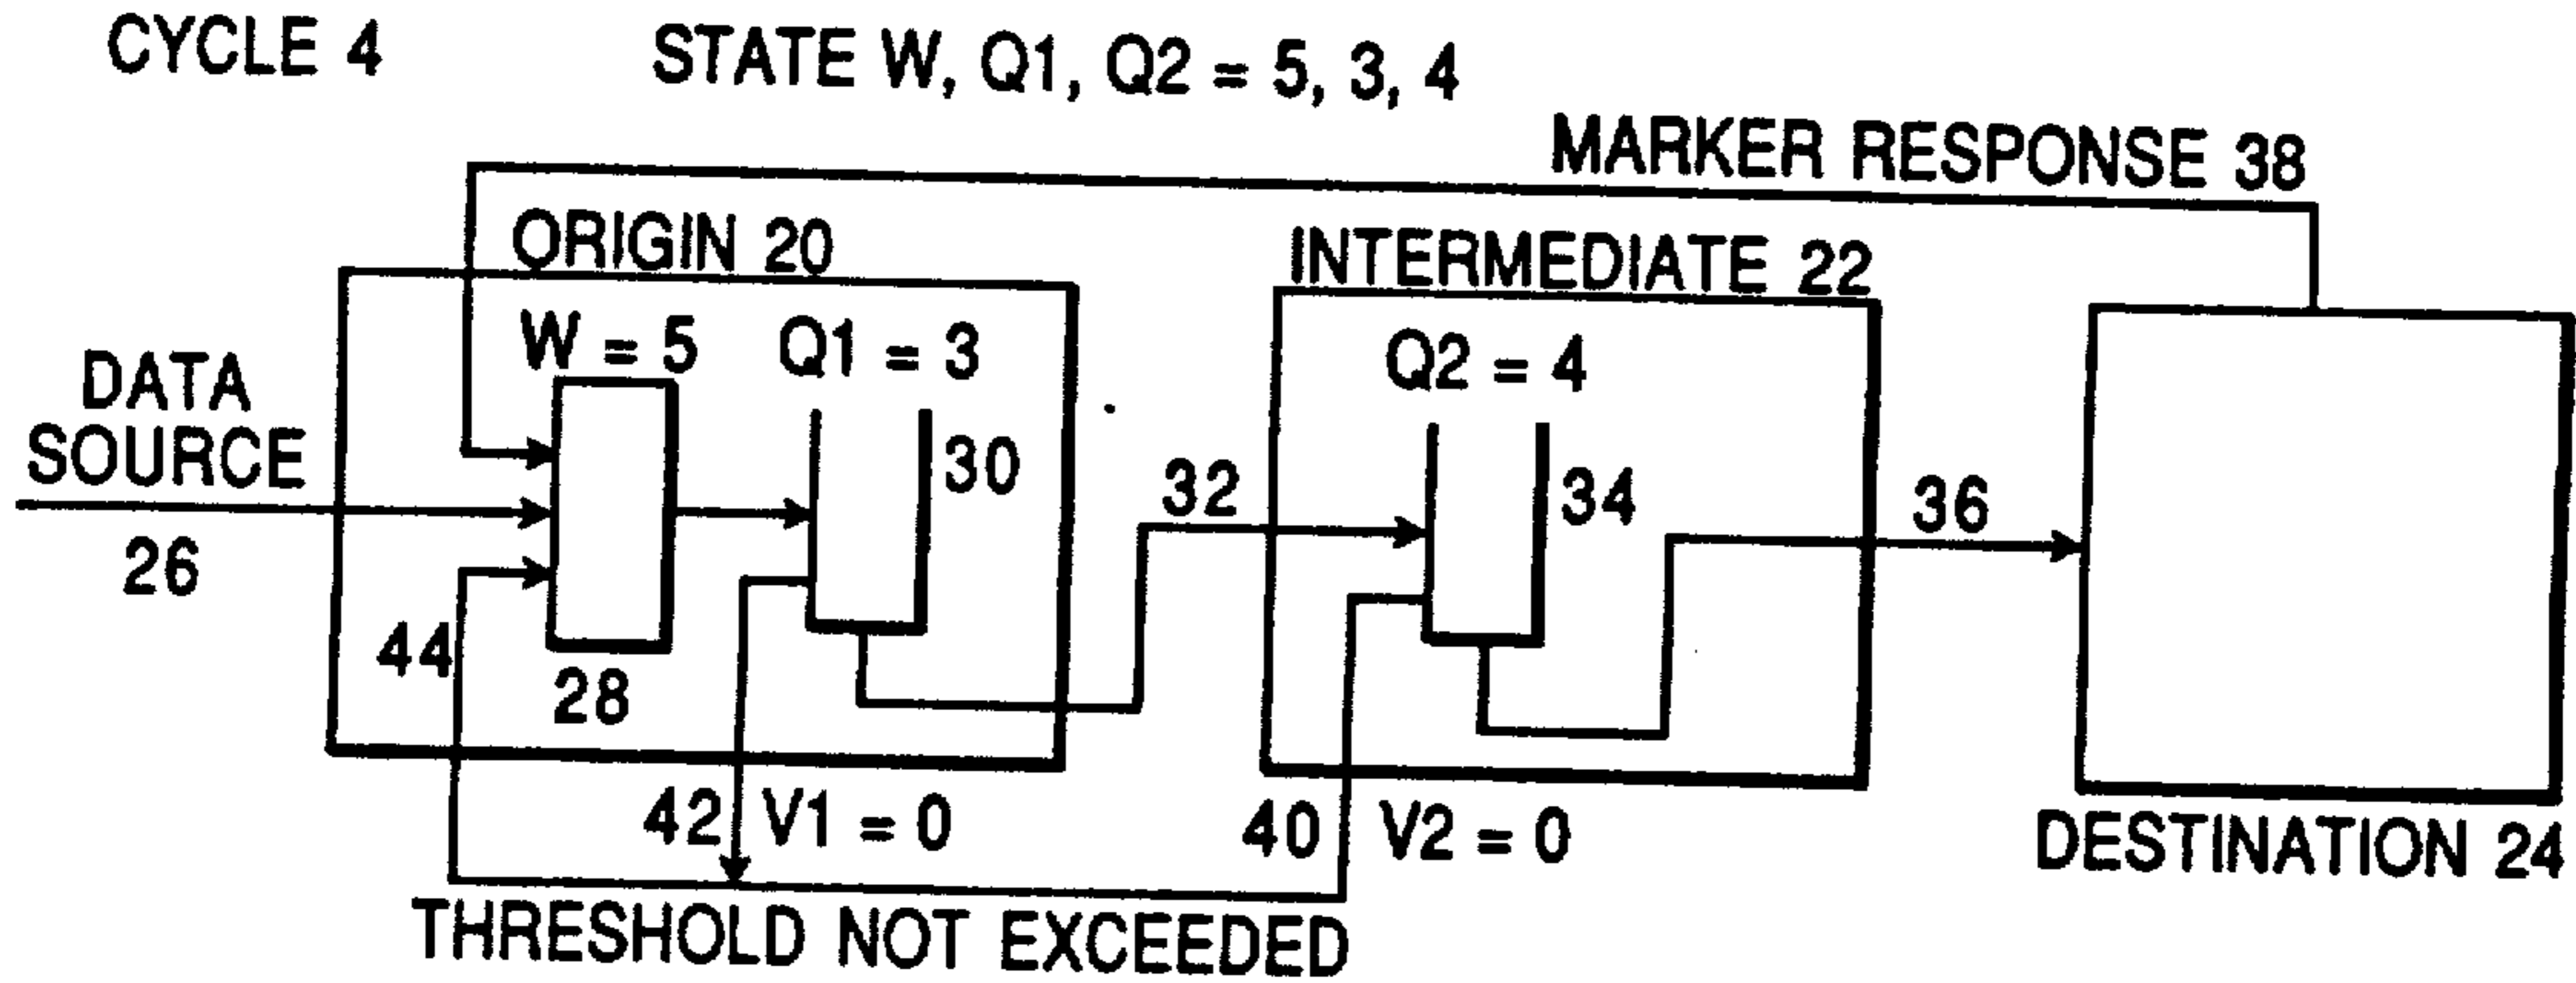 CYCLE 4
STATE W, Q1, Q2 = 5, 3, 4
MARKER RESPONSE 38
ORIGIN 20
INTERMEDIATE 22
W = 5
Q1 = 3
Q2 = 4
DATA
SOURCE
30
32
34
36
26
44
28
42
V1 = 0
40
V2 = 0
DESTINATION 24
THRESHOLD NOT EXCEEDED